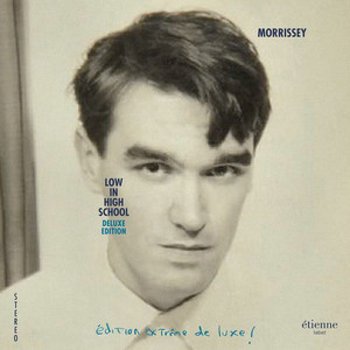 MORRISSEY
LOW
IN
HIGH
SCHOOL
DELUXE
EDITION
STEREO
édition extrême de luxe!
étienne
label